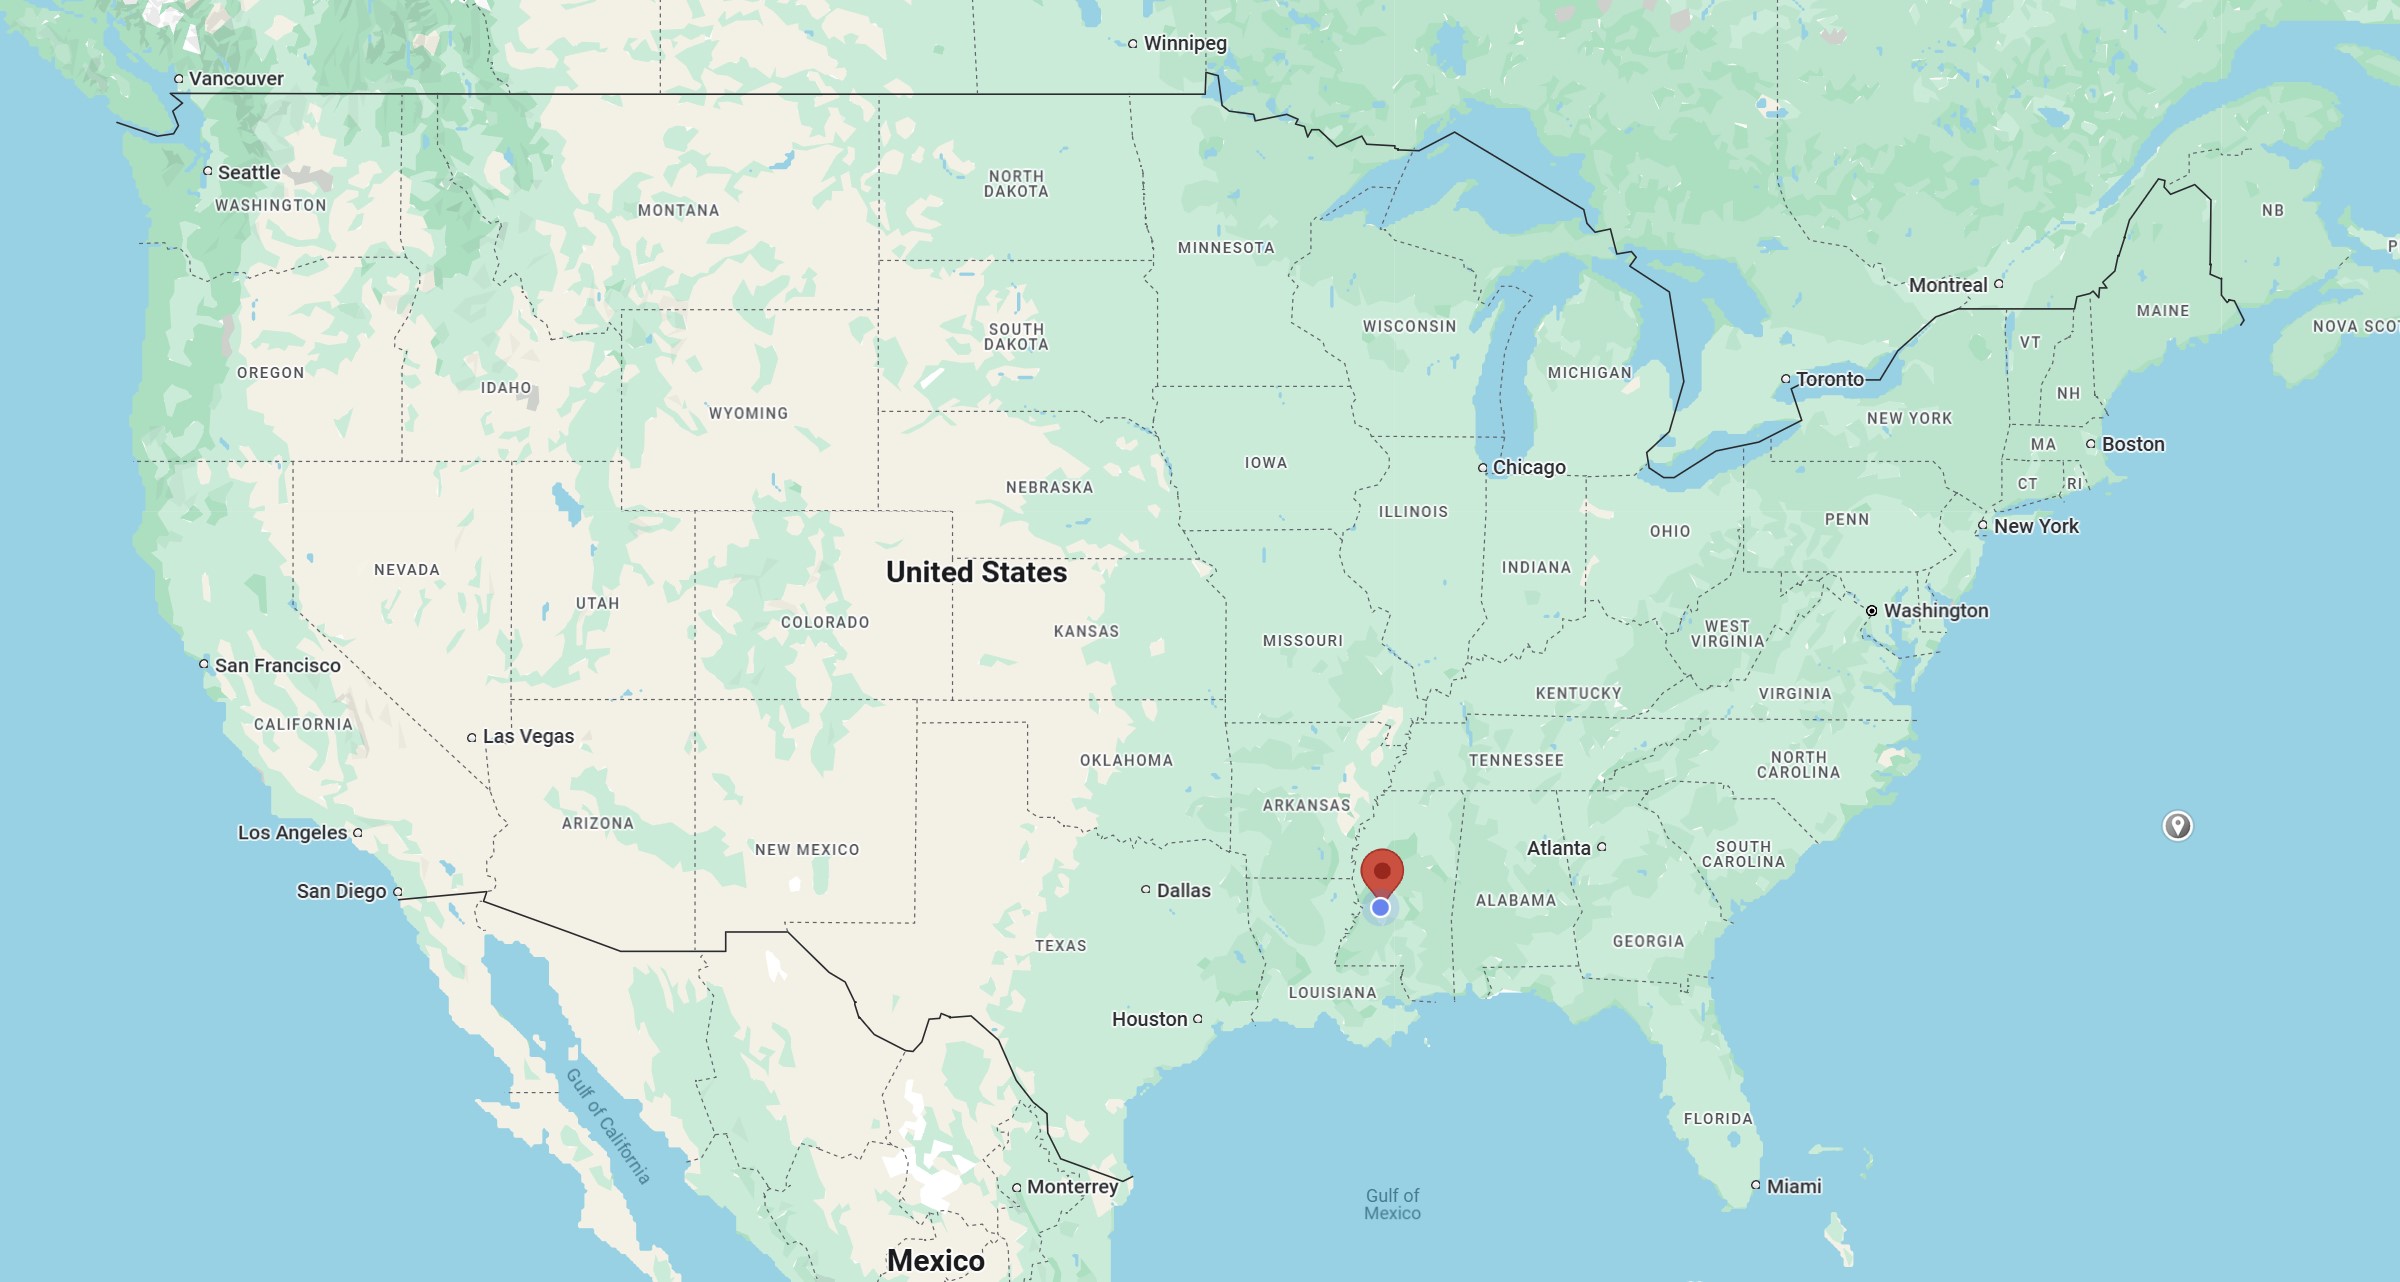 Winnipeg
Vancouver
Seattle
WASHINGTON
NORTH
DAKOTA
MONTANA
NB
P
MINNESOTA
Montreal
MAINE
NOVA SCO
WISCONSIN
SOUTH
DAKOTA
VT
OREGON
IDAHO
MICHIGAN
Toronto
NH
WYOMING
NEW YORK
MA
Boston
IOWA
Chicago
NEBRASKA
CT
RI
ILLINOIS
PENN
New York
OHIO
NEVADA
United States
INDIANA
UTAH
Washington
COLORADO
KANSAS
WEST
VIRGINIA
MISSOURI
San Francisco
KENTUCKY
VIRGINIA
CALIFORNIA
Las Vegas
OKLAHOMA
TENNESSEE
NORTH
CAROLINA
ARKANSAS
Los Angeles
ARIZONA
NEW MEXICO
Atlanta
SOUTH
CAROLINA
San Diego
Dallas
ALABAMA
TEXAS
GEORGIA
LOUISIANA
Houston
Gulf of California
FLORIDA
Monterrey
Miami
Gulf of
Mexico
Mexico